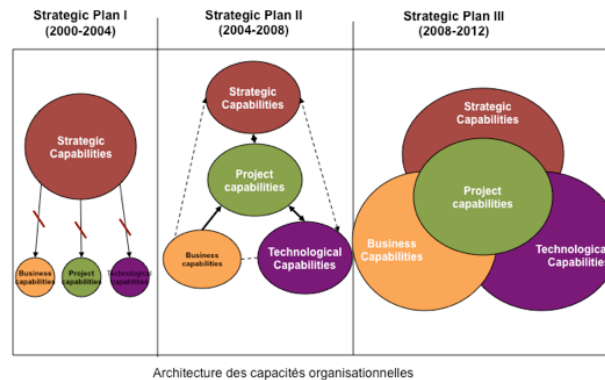 Strategic Plan I
(2000-2004)
Strategic Plan II
(2004-2008)
Strategic Plan III
(2008-2012)
Strategic
Capabilities
Business
capabilities
Project
capabilities
Technological
capabilities
Strategic
Capabilities
Project
capabilities
Business
capabilities
Technological
Capabilities
Strategic
Capabilities
Project
capabilities
Business
Capabilities
Technological
Capabilities
Architecture des capacités organisationnelles